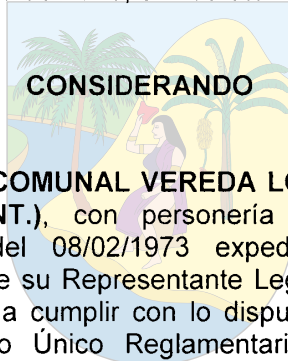 CONSIDERANDO
COMUNAL VEREDA L
NT.), con personería
del 08/02/1973 exped
e su Representante Leg
a cumplir con lo dispu
o Único Reglamentari